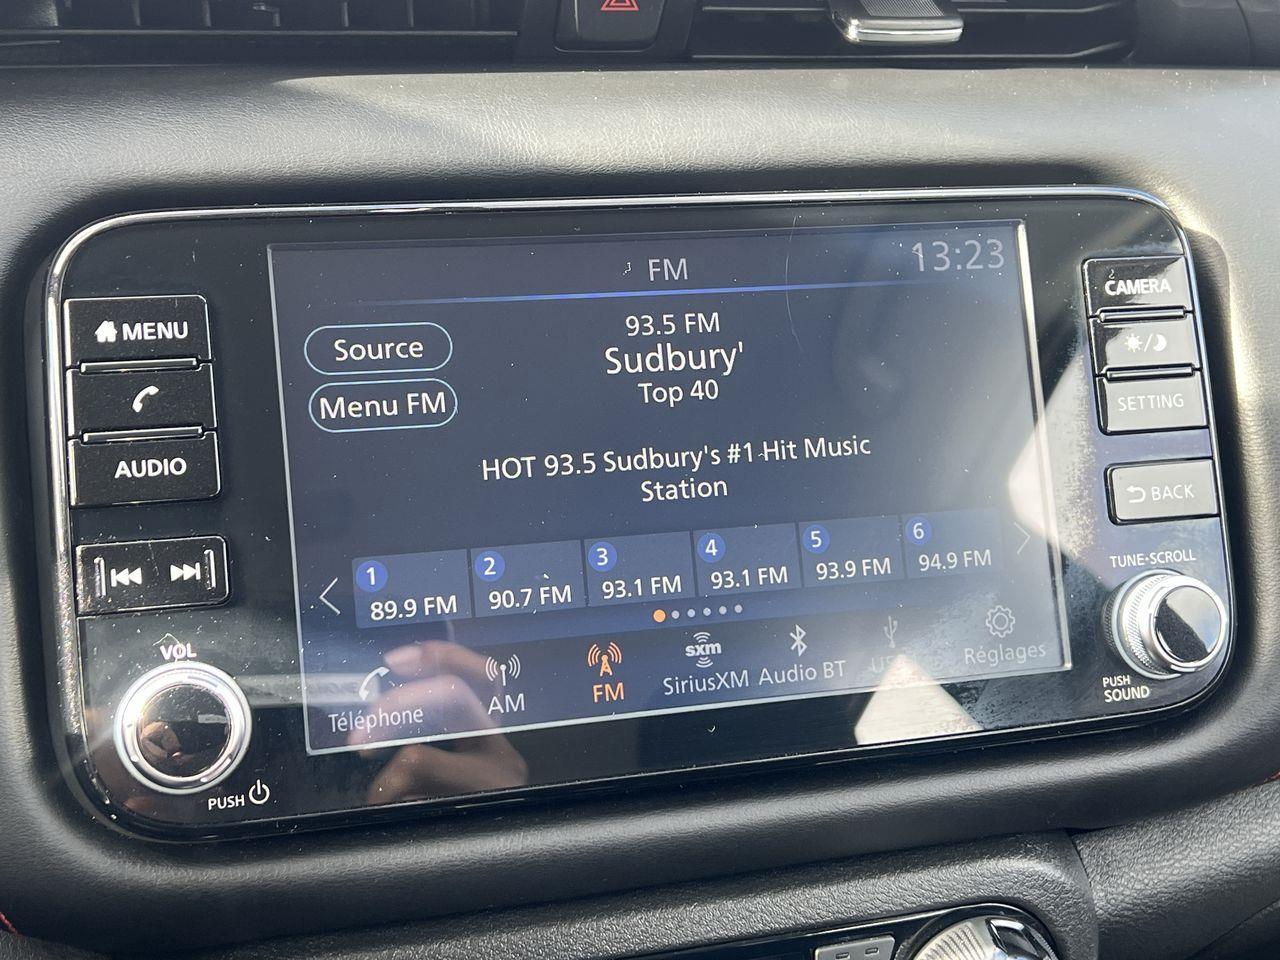 FM
13:23
MENU
AUDIO
VOL
PUSH
Source
Menu FM
93.5 FM
Sudbury'
Top 40
HOT 93.5 Sudbury's #1 Hit Music
Station
1
89.9 FM
2
90.7 FM
3
93.1 FM
4
93.1 FM
5
93.9 FM
6
94.9 FM
Téléphone
AM
FM
sxm
SiriusXM
Audio BT
Réglages
CAMERA
SETTING
BACK
TUNE·SCROLL
PUSH
SOUND